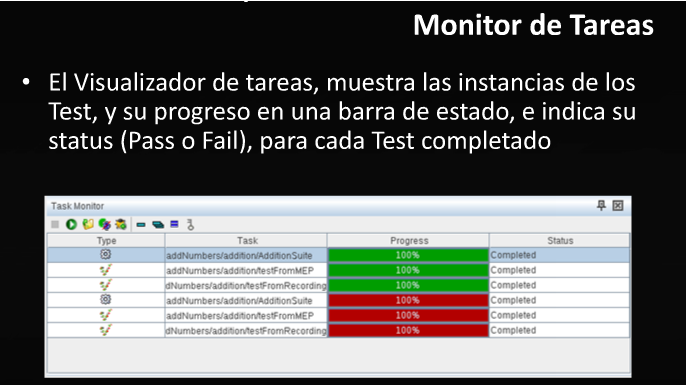 Monitor de Tareas
• El Visualizador de tareas, muestra las instancias de los
Test, y su progreso en una barra de estado, e indica su
status (Pass o Fail), para cada Test completado
Task Monitor
Type Task Progress Status
addNumbers/addition/AdditionSuite 100% Completed
addNumbers/addition/testFromMEP 100% Completed
dNumbers/addition/testFromRecording 100% Completed
addNumbers/addition/AdditionSuite 100% Completed
addNumbers/addition/testFromMEP 100% Completed
dNumbers/addition/testFromRecording 100% Completed